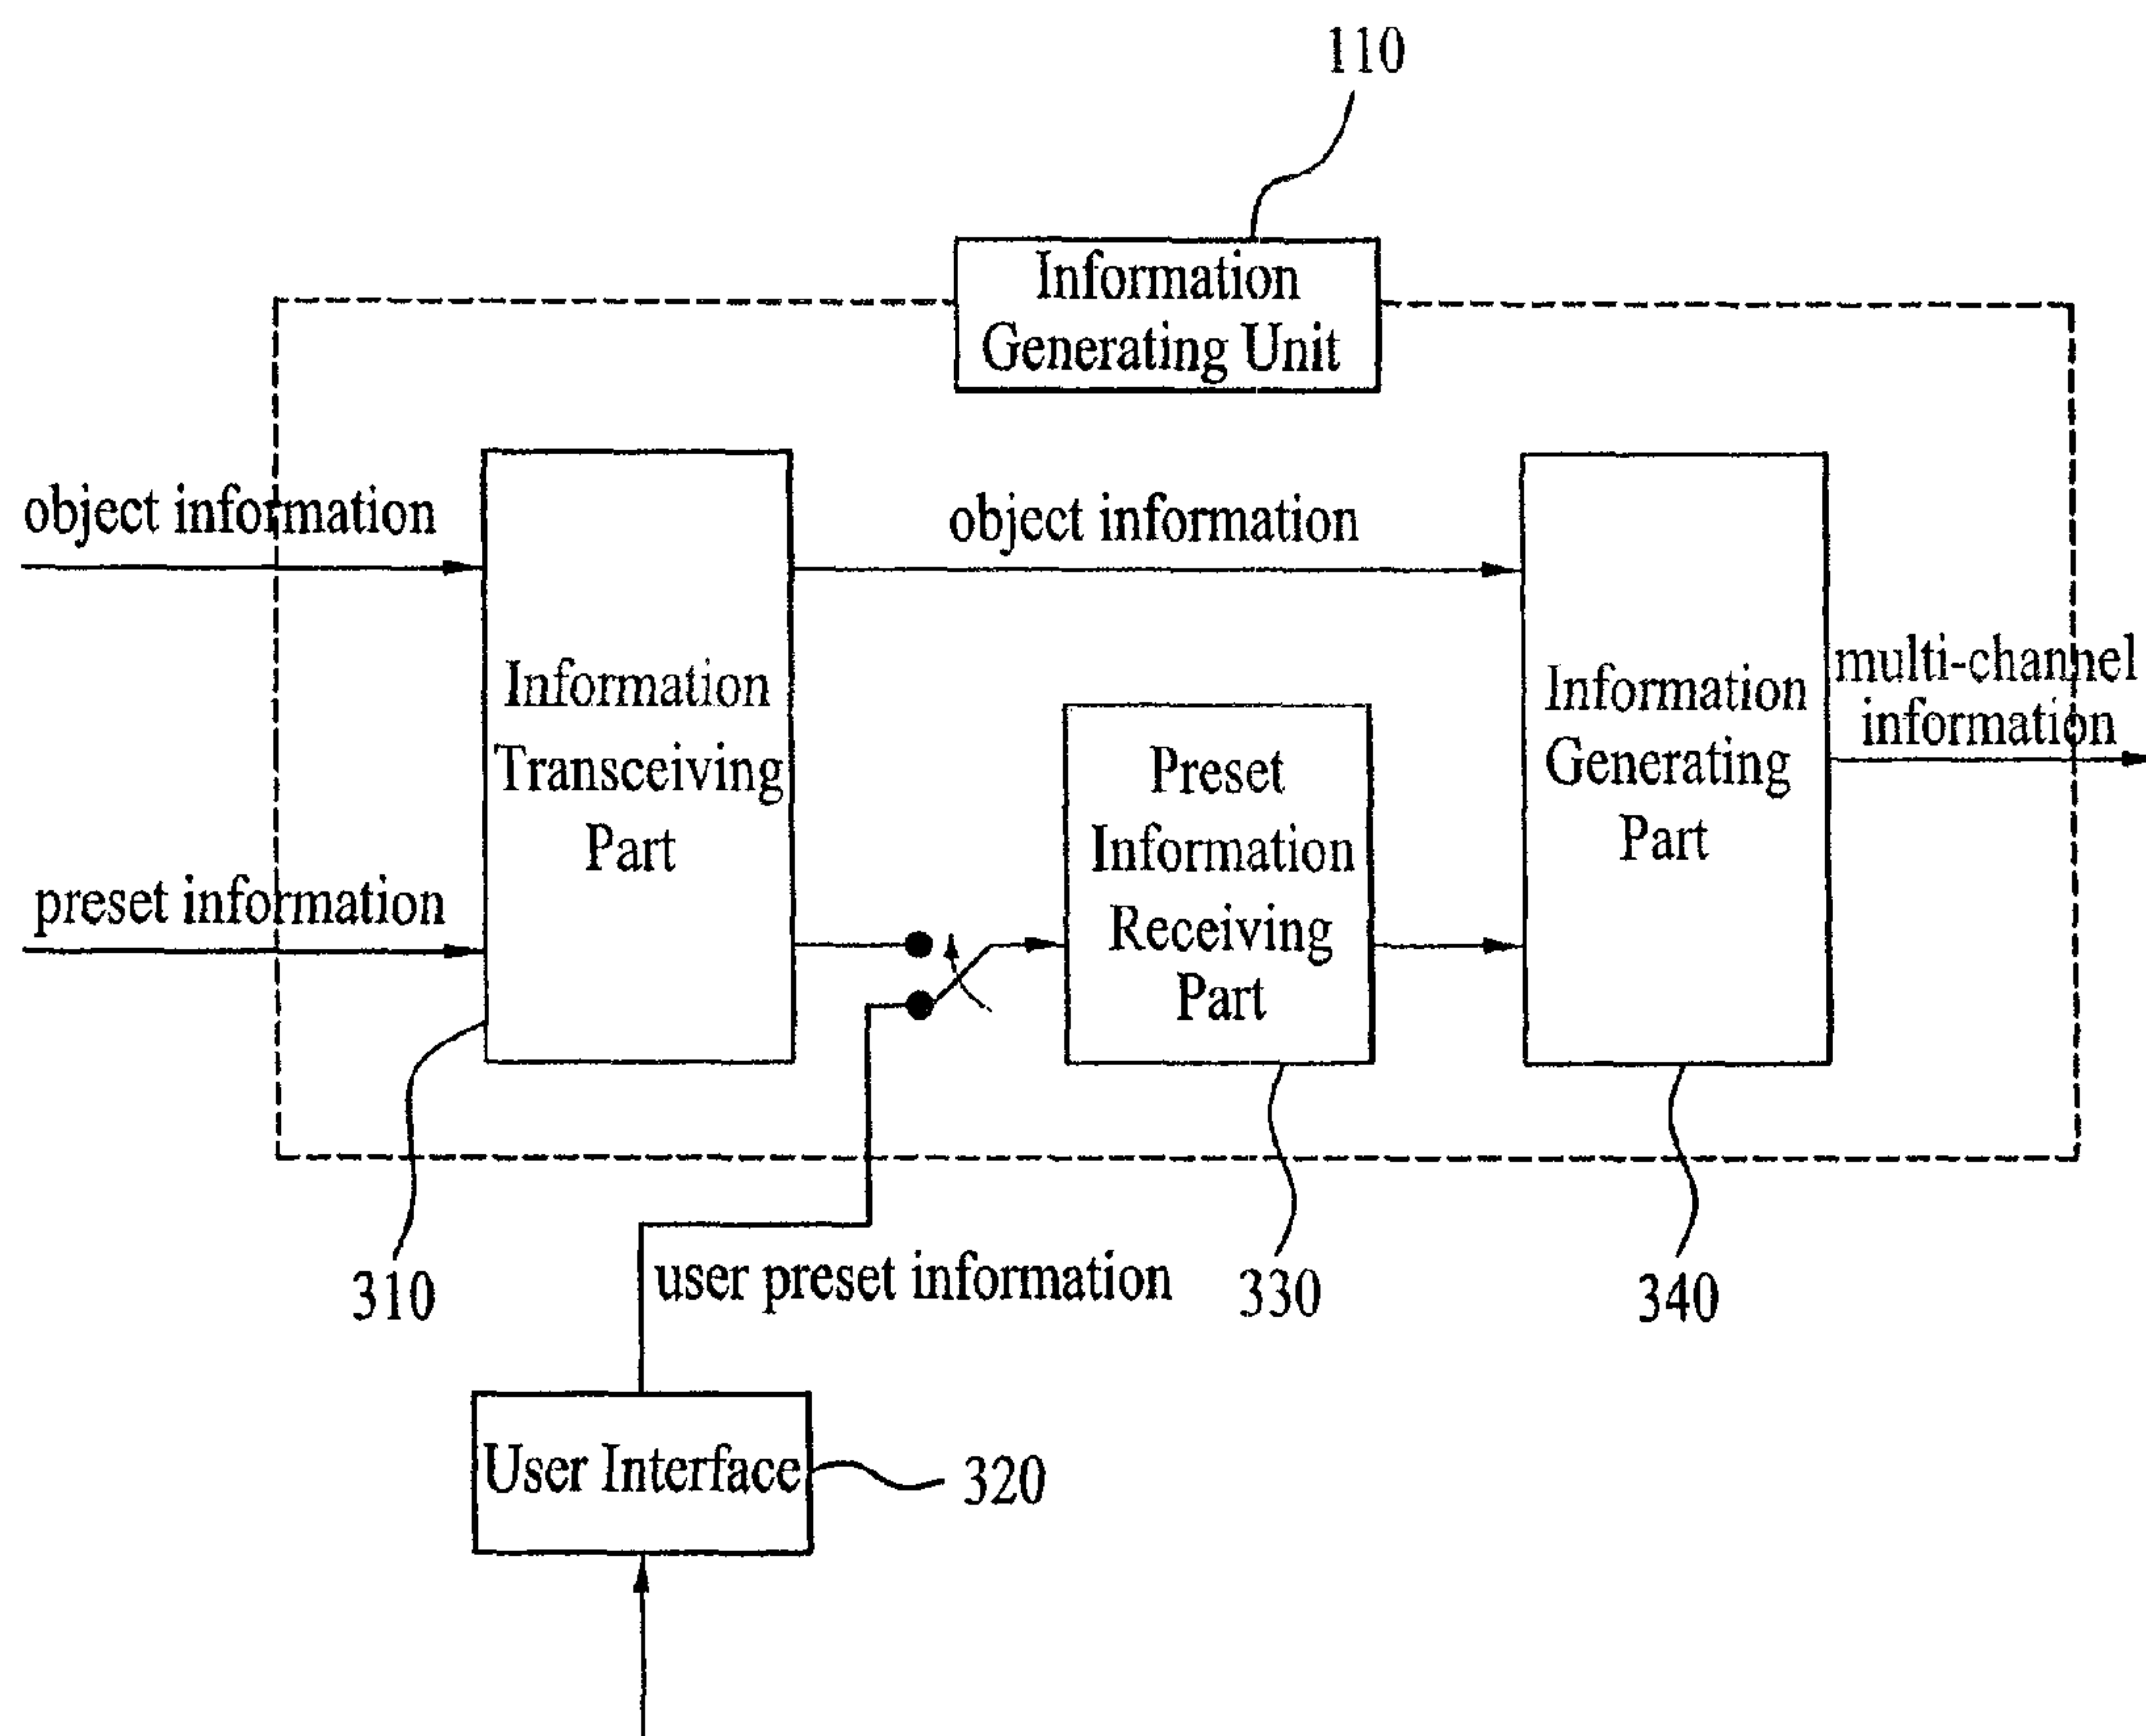 110
Information
Generating Unit
object information
object information
Information
Transceiving
Part
multi-channel
information
Information
Generating
Part
Preset
Information
Receiving
Part
preset information
310
user preset information
330
340
User Interface
320